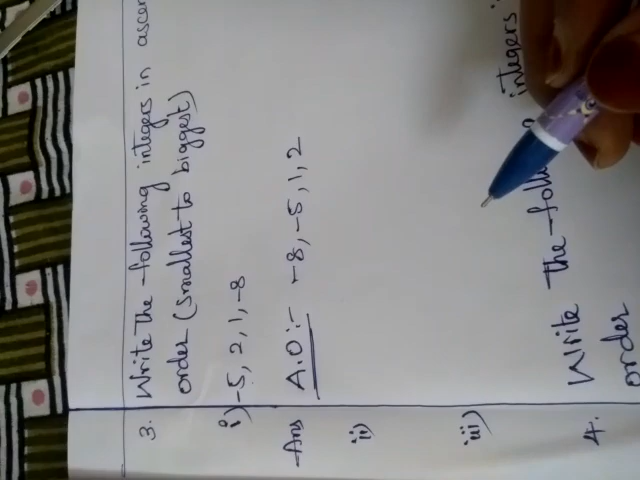 3. Write the following integers in ascen
order (smallest to biggest)
i) -5, 2, 1, -8
Ans A.O:- -8, -5, 1, 2
ii)
iii)
4. Write the integers
order